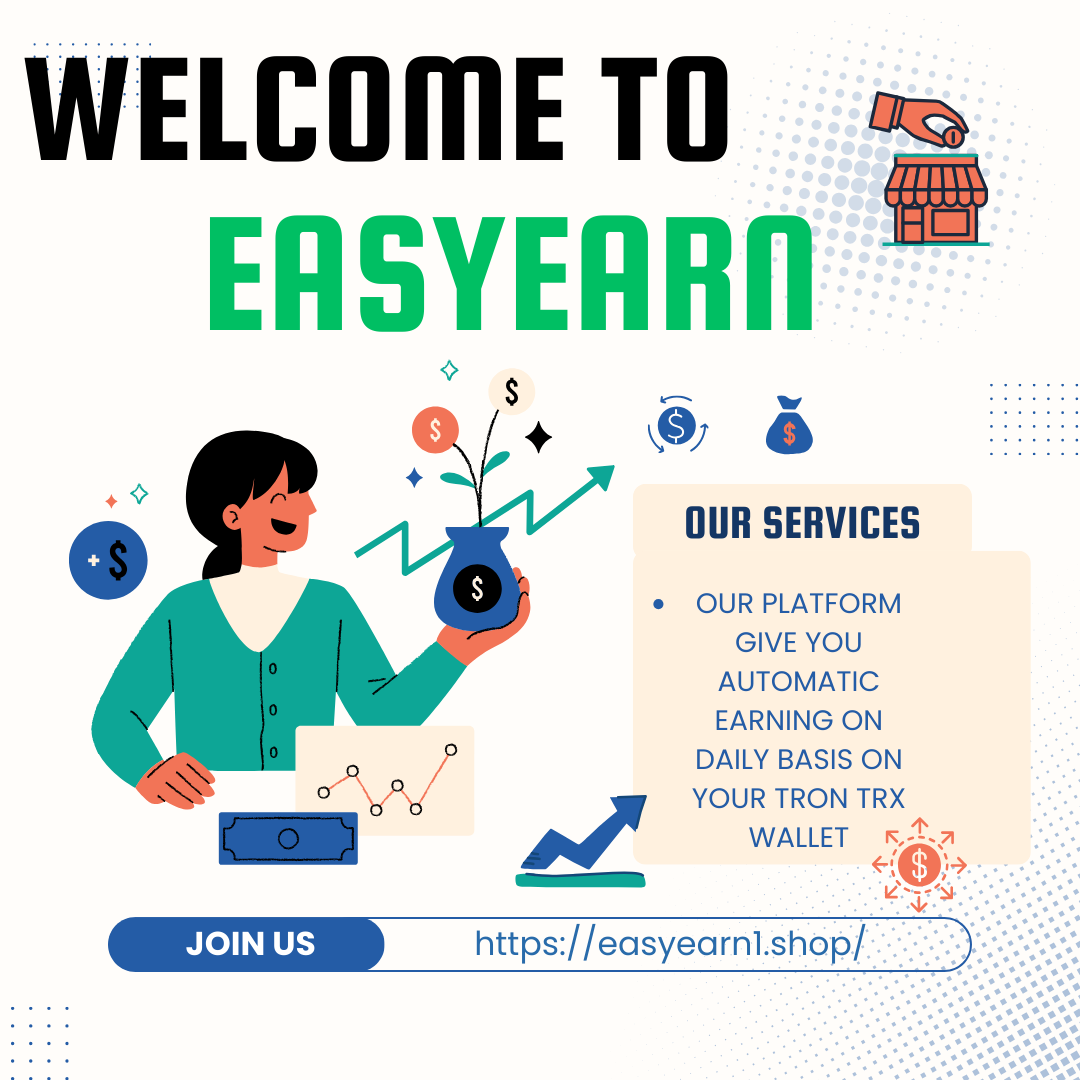 WELCOME TO
EASYEARN
$
$
$
$
+ $
OUR SERVICES
$
• OUR PLATFORM
GIVE YOU
AUTOMATIC
EARNING ON
DAILY BASIS ON
YOUR TRON TRX
WALLET
$
JOIN US
https://easyearn1.shop/